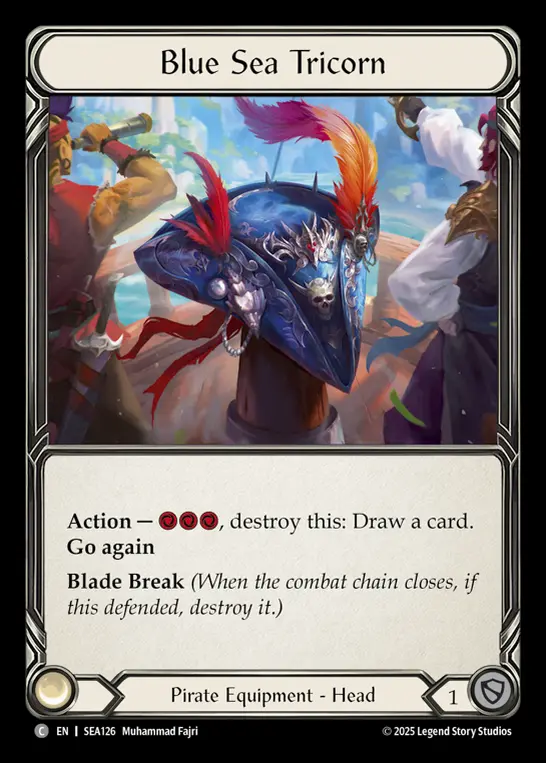 Blue Sea Tricorn
Action — , destroy this: Draw a card.
Go again
Blade Break (When the combat chain closes, if
this defended, destroy it.)
Pirate Equipment - Head
1
C EN | SEA126 Muhammad Fajri
© 2025 Legend Story Studios